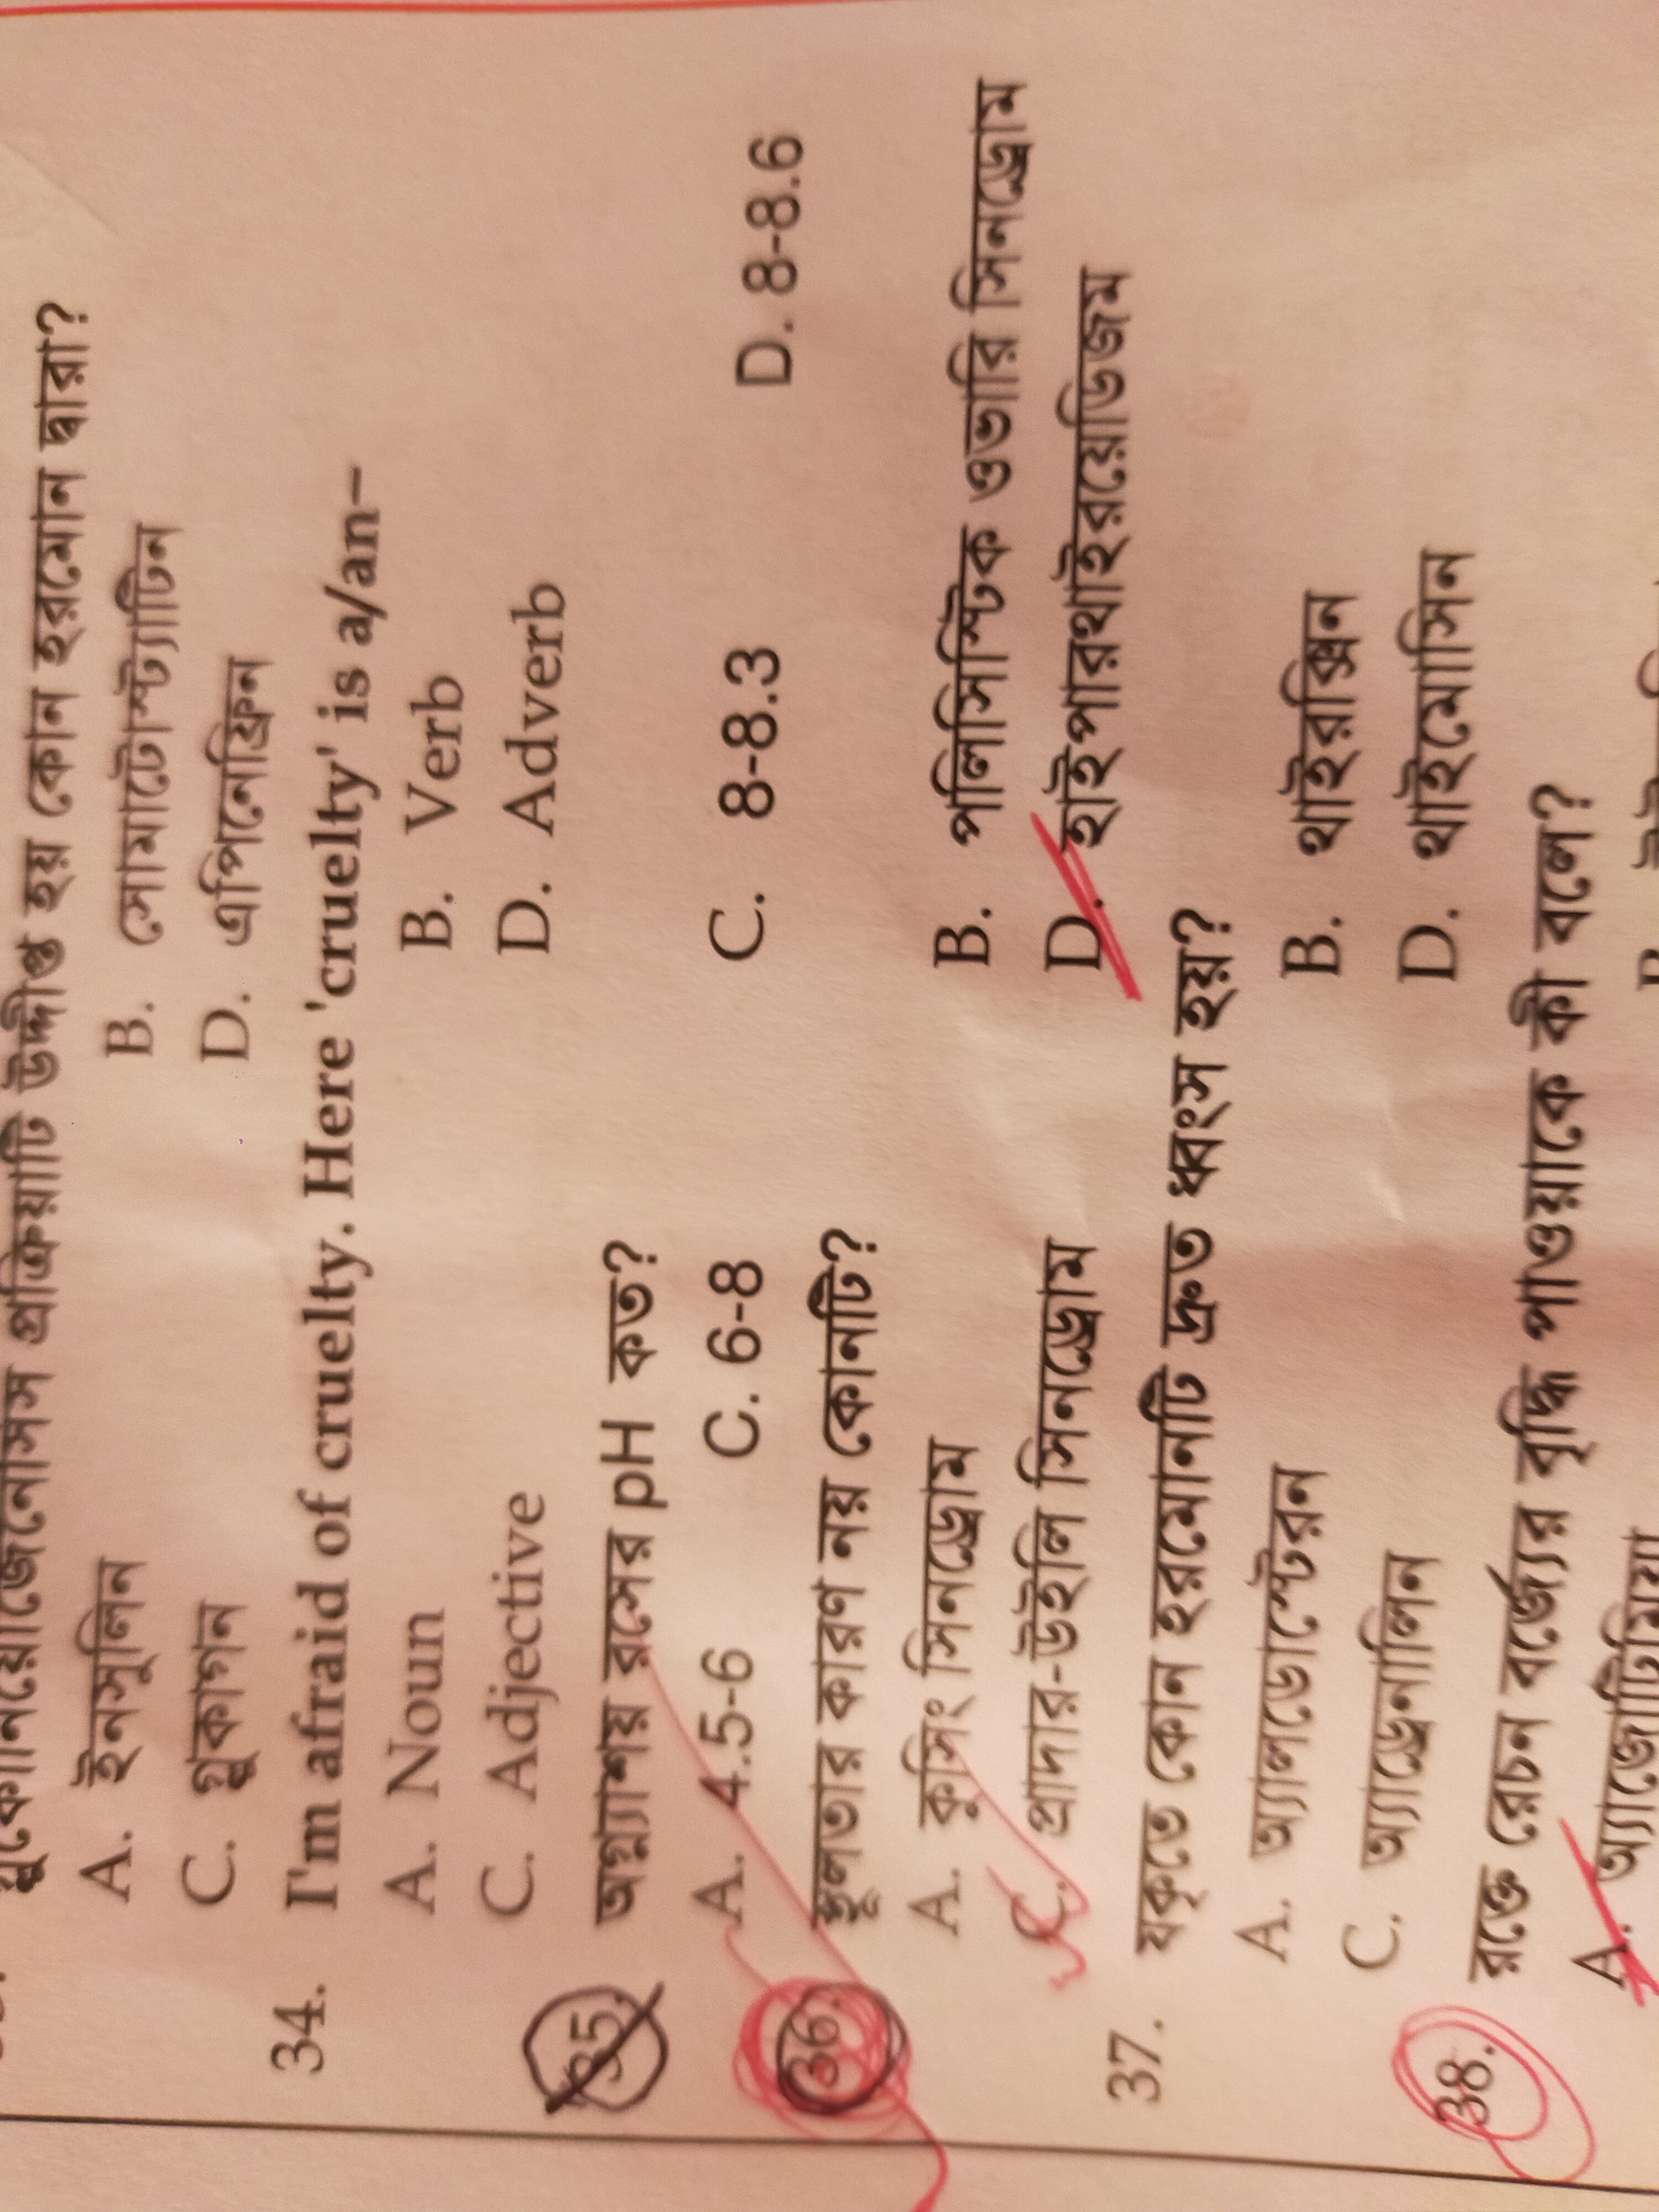 গ্লুকোনিয়োজেনেসিস প্রক্রিয়াটি উদ্দীপ্ত হয় কোন হরমোন দ্বারা?
A. ইনসুলিন B. সোমাটোস্ট্যাটিন
C. গ্লুকাগন D. এপিনেফ্রিন
34. I'm afraid of cruelty. Here 'cruelty' is a/an–
A. Noun B. Verb
C. Adjective D. Adverb
35. অগ্ন্যাশয় রসের pH কত?
A. 4.5-6 C. 6-8 C. 8-8.3 D. 8-8.6
36. স্থূলতার কারণ নয় কোনটি?
A. কুসিং সিনড্রোম B. পলিসিস্টিক ওভারি সিনড্রোম
C. প্রাদার-উইলি সিনড্রোম D. হাইপারথাইরয়েডিজম
37. যকৃতে কোন হরমোনটি দ্রুত ধ্বংস হয়?
A. অ্যালডোস্টেরন B. থাইরক্সিন
C. অ্যাড্রেনালিন D. থাইমোসিন
38. রক্তে রেচন বর্জ্যের বৃদ্ধি পাওয়াকে কী বলে?
A. অ্যাজোটিমিয়া B.